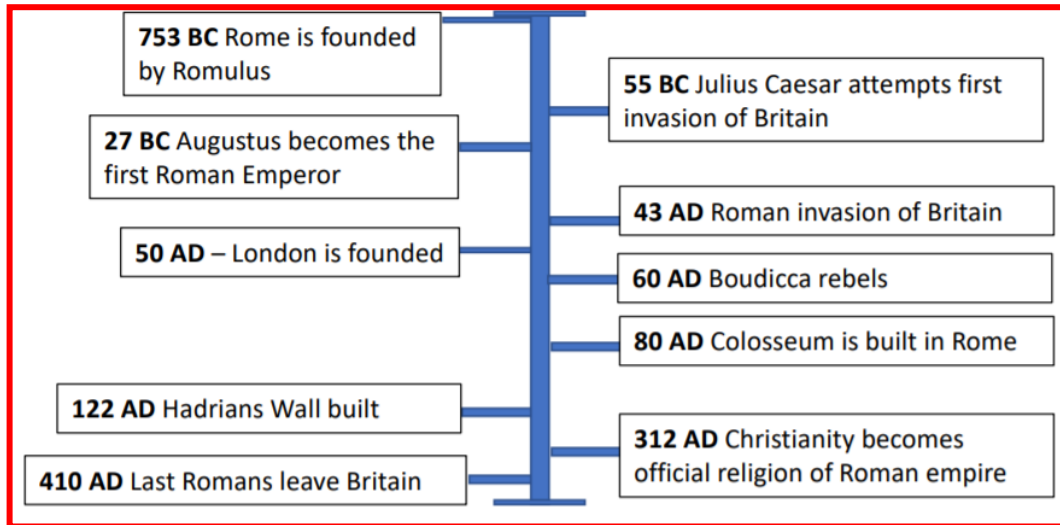 753 BC Rome is founded
by Romulus
55 BC Julius Caesar attempts first
invasion of Britain
27 BC Augustus becomes the
first Roman Emperor
43 AD Roman invasion of Britain
50 AD – London is founded
60 AD Boudicca rebels
80 AD Colosseum is built in Rome
122 AD Hadrians Wall built
312 AD Christianity becomes
official religion of Roman empire
410 AD Last Romans leave Britain